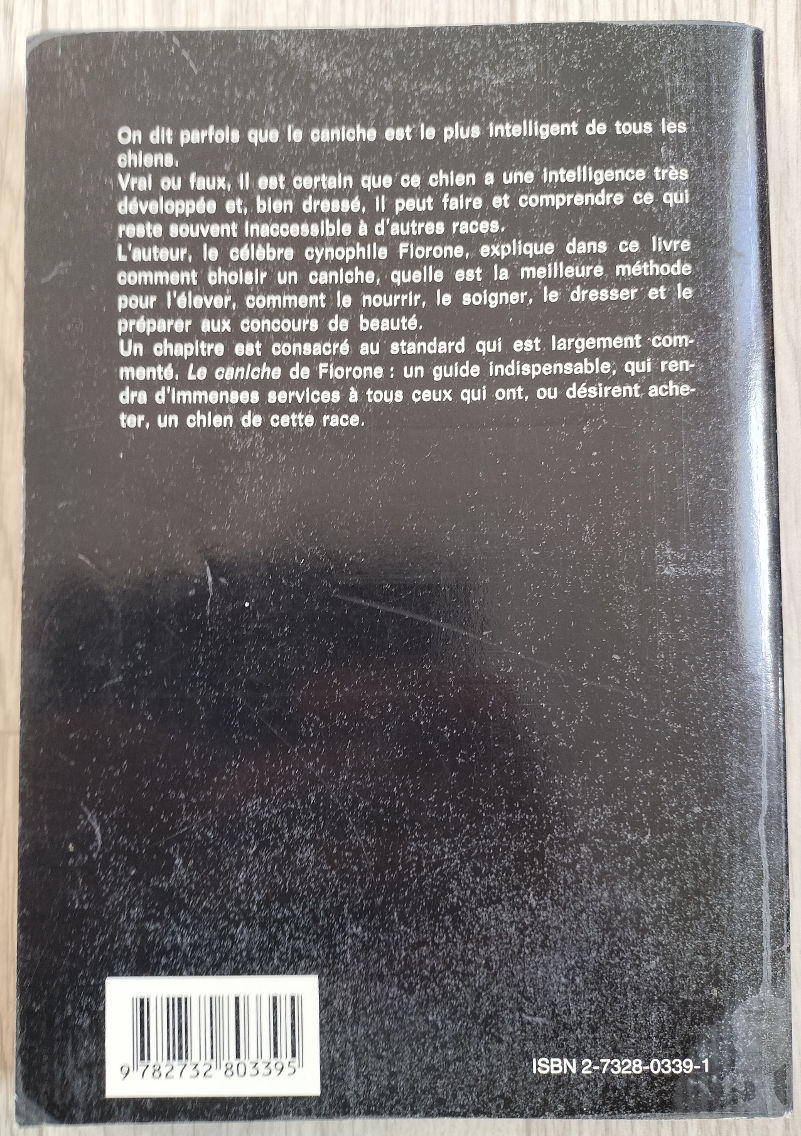 On dit parfois que le caniche est le plus intelligent de tous les
chiens.
Vrai ou faux, il est certain que ce chien a une intelligence très
développée et, bien dressé, il peut faire et comprendre ce qui
reste souvent inaccessible à d'autres races.
L'auteur, le célèbre cynophile Fiorone, explique dans ce livre
comment choisir un caniche, quelle est la meilleure méthode
pour l'élever, comment le nourrir, le soigner, le dresser et le
préparer aux concours de beauté.
Un chapitre est consacré au standard qui est largement com-
menté. Le caniche de Fiorone : un guide indispensable, qui ren-
dra d'immenses services à tous ceux qui ont, ou désirent ache-
ter, un chien de cette race.
9 782732 803395
ISBN 2-7328-0339-1